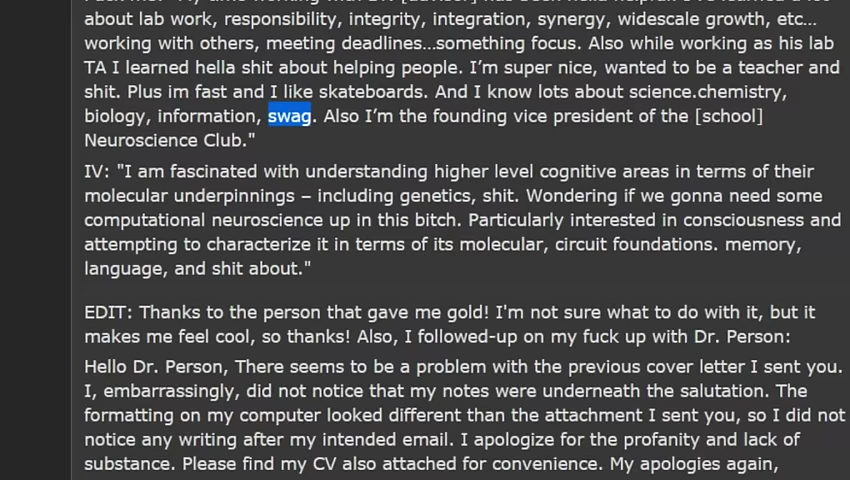 about lab work, responsibility, integrity, integration, synergy, widescale growth, etc...
working with others, meeting deadlines...something focus. Also while working as his lab
TA I learned hella shit about helping people. I'm super nice, wanted to be a teacher and
shit. Plus im fast and I like skateboards. And I know lots about science.chemistry,
biology, information, swag. Also I'm the founding vice president of the [school]
Neuroscience Club."
IV: "I am fascinated with understanding higher level cognitive areas in terms of their
molecular underpinnings – including genetics, shit. Wondering if we gonna need some
computational neuroscience up in this bitch. Particularly interested in consciousness and
attempting to characterize it in terms of its molecular, circuit foundations. memory,
language, and shit about."
EDIT: Thanks to the person that gave me gold! I'm not sure what to do with it, but it
makes me feel cool, so thanks! Also, I followed-up on my fuck up with Dr. Person:
Hello Dr. Person, There seems to be a problem with the previous cover letter I sent you.
I, embarrassingly, did not notice that my notes were underneath the salutation. The
formatting on my computer looked different than the attachment I sent you, so I did not
notice any writing after my intended email. I apologize for the profanity and lack of
substance. Please find my CV also attached for convenience. My apologies again,